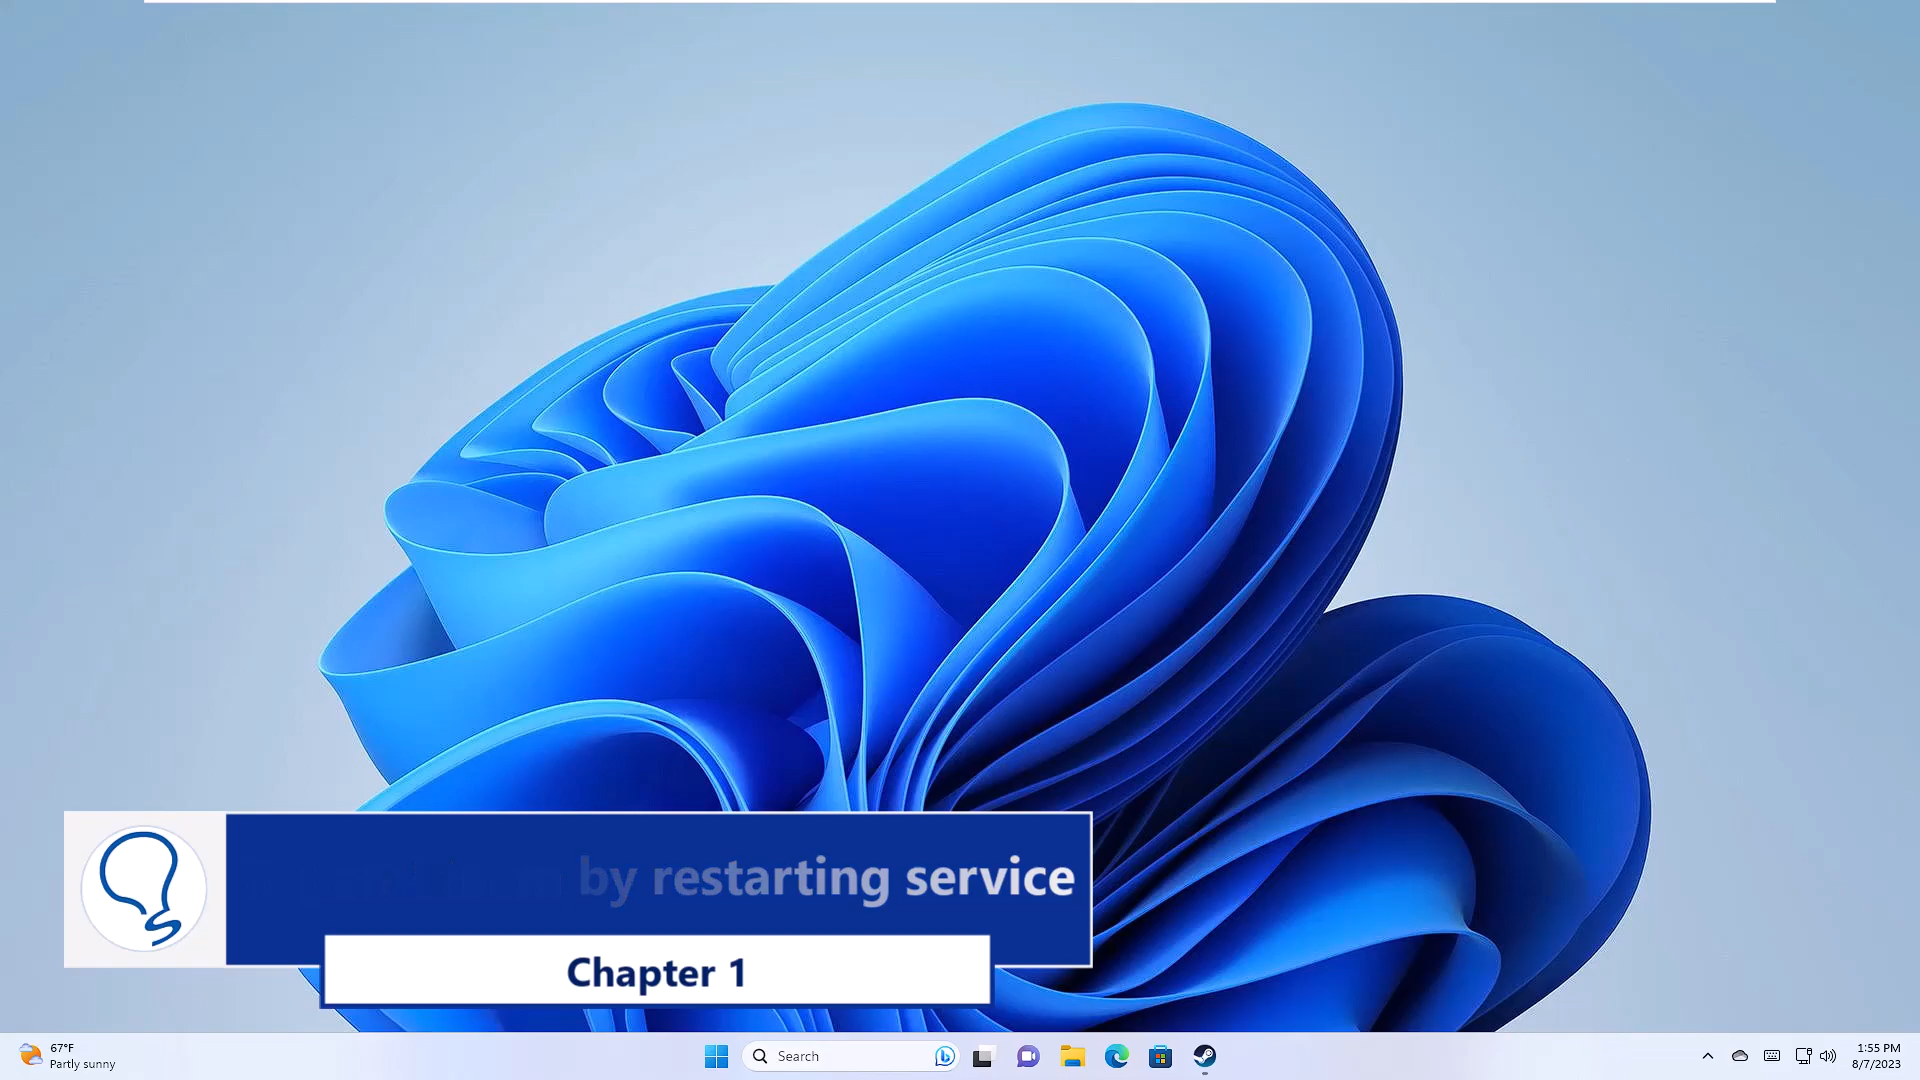 by restarting service
Chapter 1
67°F
Partly sunny
Search
1:55 PM
8/7/2023